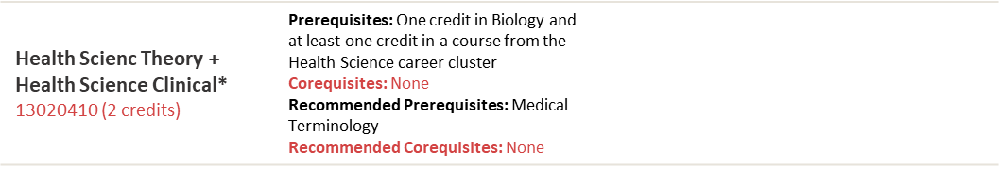 Health Scienc Theory +
Health Science Clinical*
13020410 (2 credits)
Prerequisites: One credit in Biology and
at least one credit in a course from the
Health Science career cluster
Corequisites: None
Recommended Prerequisites: Medical
Terminology
Recommended Corequisites: None